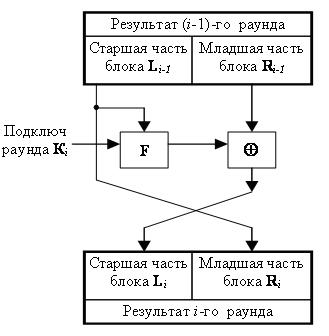 Результат (i-1)-го раунда
Старшая часть
блока Li-1
Младшая часть
блока Ri-1
Подключ
раунда Ki
F
⊕
Старшая часть
блока Li
Младшая часть
блока Ri
Результат i-го раунда